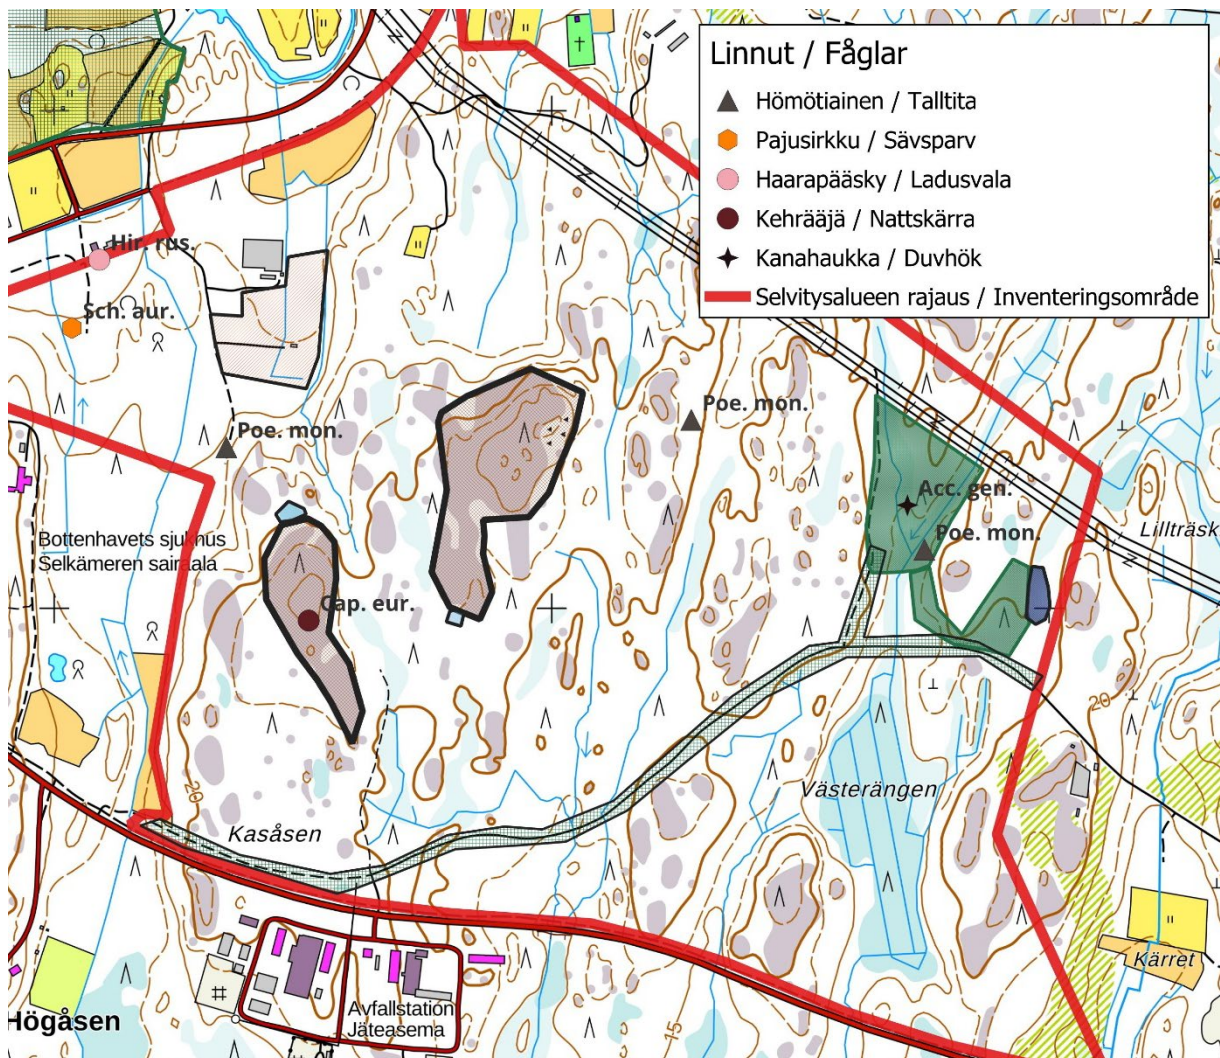 Linnut / Fåglar
Hömötiainen / Talltita
Pajusirkku / Sävsparv
Haarapääsky / Ladusvala
Kehrääjä / Nattskärra
Kanahaukka / Duvhök
Selvitysalueen rajaus / Inventeringsområde
Hir. rus.
Sch. aur.
Poe. mon.
Poe. mon.
Acc. gen.
Poe. mon.
Lillträsk
Bottenhavets sjukhus
Selkämeren sairaala
Cap. eur.
20
20
Västerängen
Kasåsen
Kärret
Avfallstation
Jäteasema
Högåsen
15